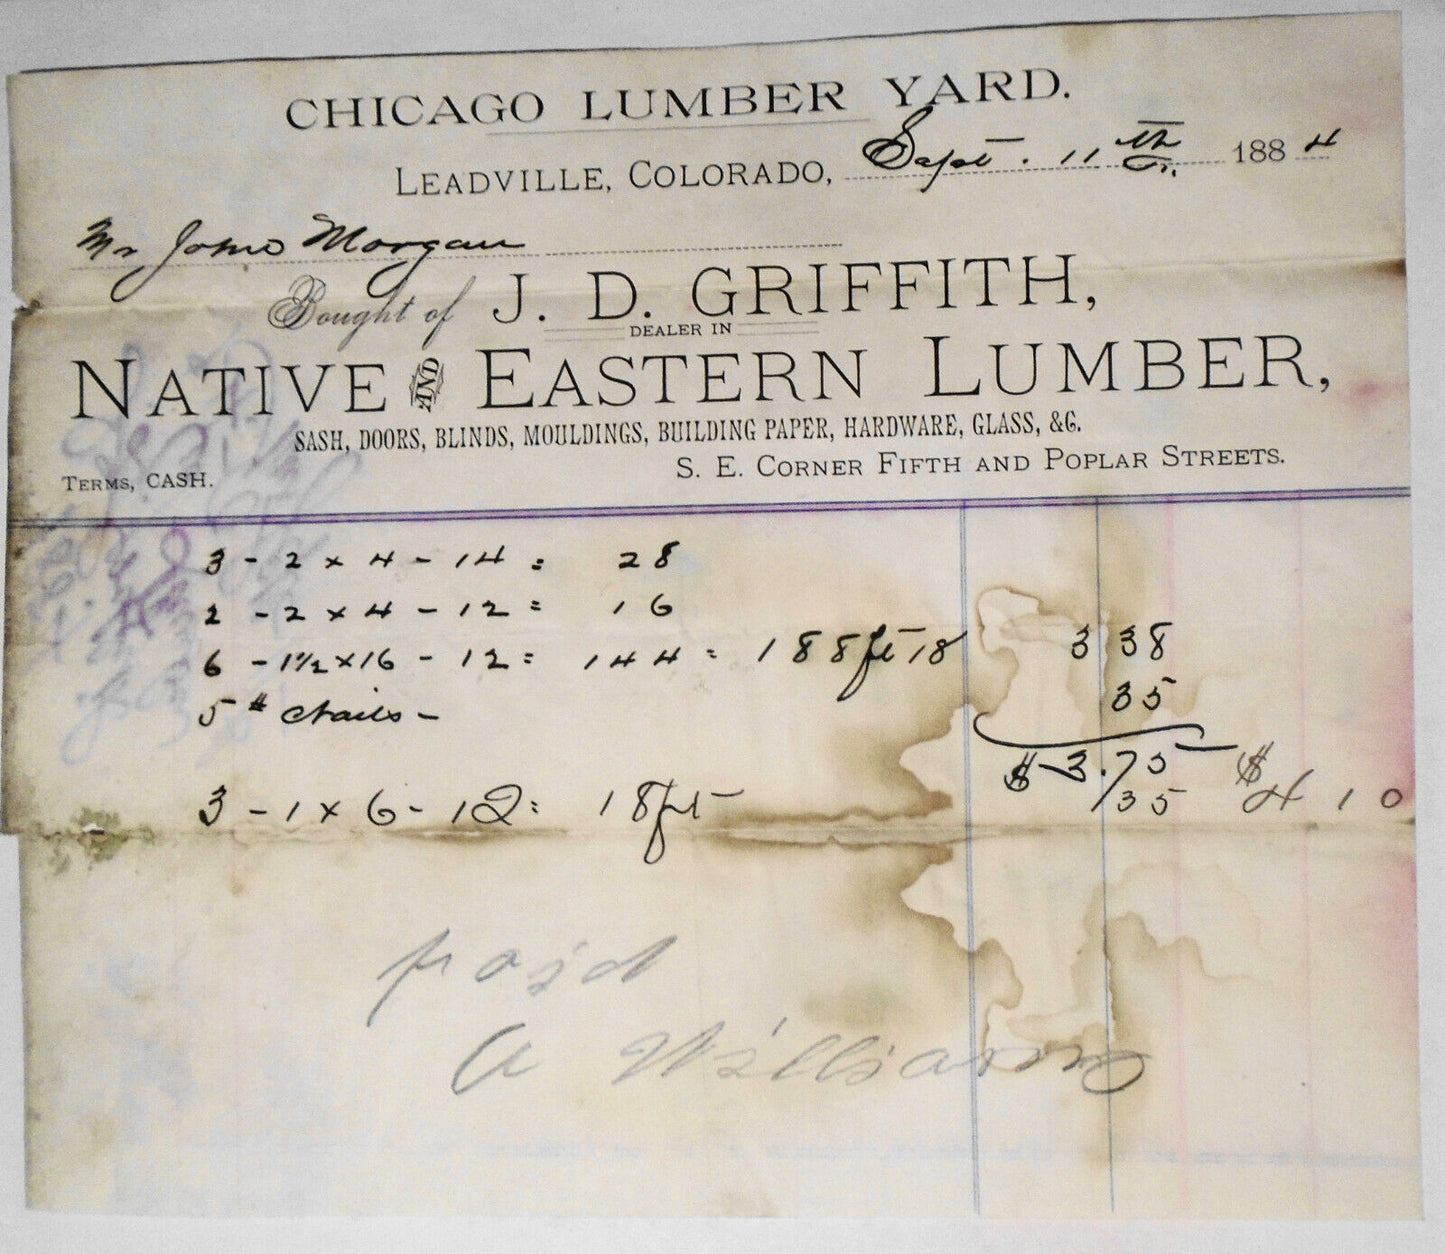 CHICAGO LUMBER YARD.
LEADVILLE, COLORADO, Sept. 11th 1884
Mr John Morgan
Bought of J. D. GRIFFITH,
DEALER IN
NATIVE AND EASTERN LUMBER,
SASH, DOORS, BLINDS, MOULDINGS, BUILDING PAPER, HARDWARE, GLASS, &C.
TERMS, CASH. S. E. CORNER FIFTH AND POPLAR STREETS.
3 - 2 x 4 - 14 = 28
2 - 2 x 4 - 12 = 16
6 - 1 1/2 x 16 - 12 = 144 = 188 ft 18 3 38
5 # Nails - 35
$ 3.73 $
3 - 1 x 6 - 12 = 18 ft 35 4 10
paid
A Williams